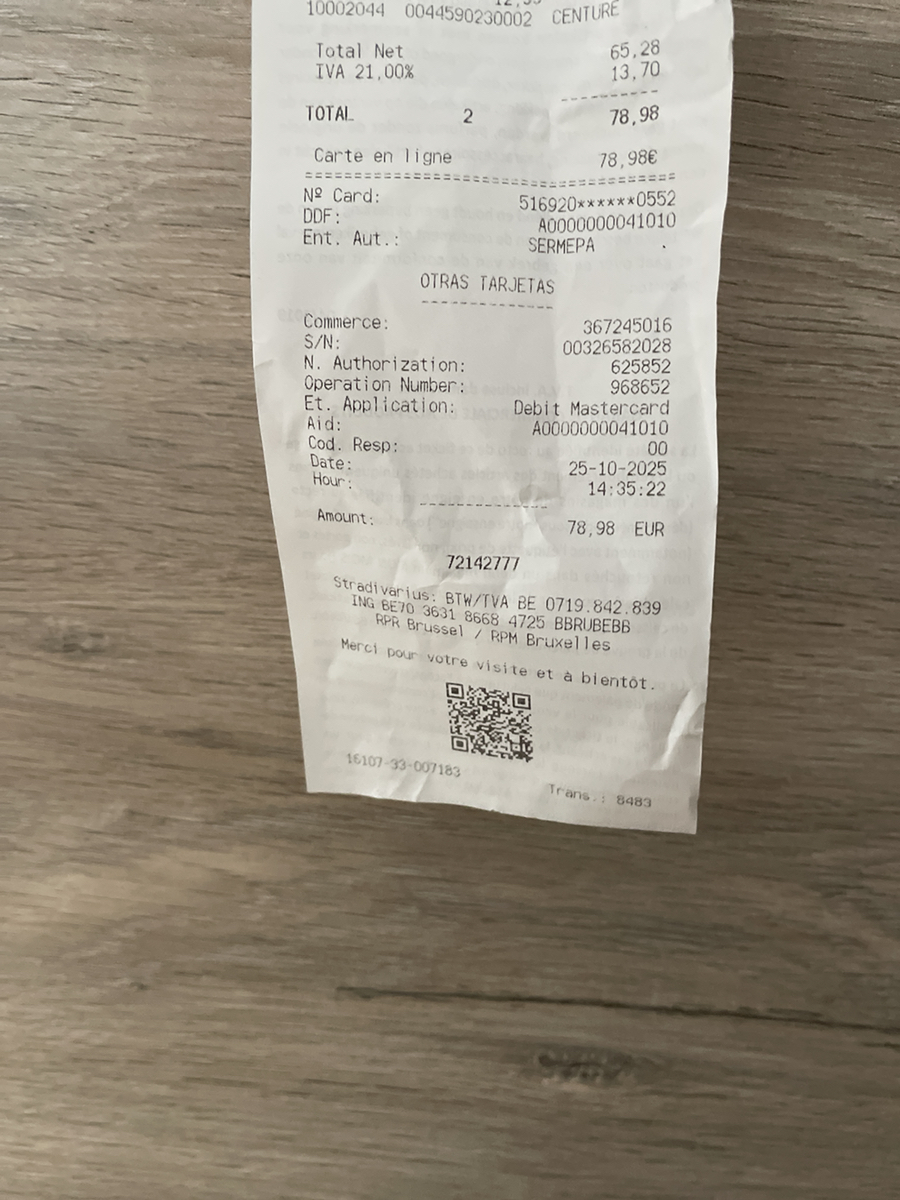 10002044 0044590230002 CENTURE
Total Net 65,28
IVA 21,00% 13,70
----------
TOTAL 2 78,98
Carte en ligne 78,98€
========================================
Nº Card: 516920******0552
DDF: A0000000041010
Ent. Aut.: SERMEPA .
OTRAS TARJETAS
--------------
Commerce: 367245016
S/N: 00326582028
N. Authorization: 625852
Operation Number: 968652
Et. Application: Debit Mastercard
Aid: A0000000041010
Cod. Resp: 00
Date: 25-10-2025
Hour: 14:35:22
--------------
Amount: 78,98 EUR
72142777
Stradivarius: BTW/TVA BE 0719.842.839
ING BE70 3631 8668 4725 BBRUBEBB
RPR Brussel / RPM Bruxelles
Merci pour votre visite et à bientôt.
16107-33-007183
Trans.: 8483